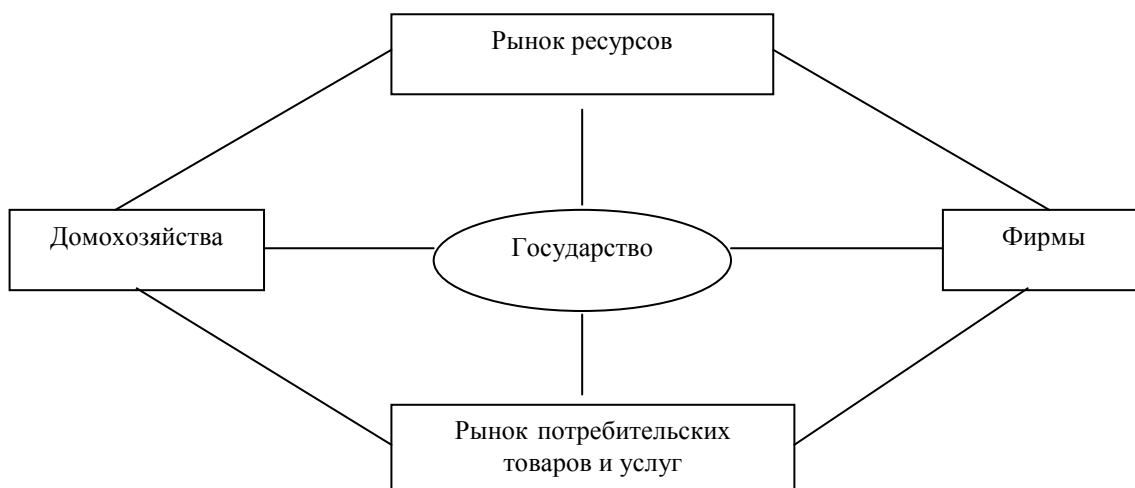 Рынок ресурсов
Домохозяйства
Государство
Фирмы
Рынок потребительских
товаров и услуг